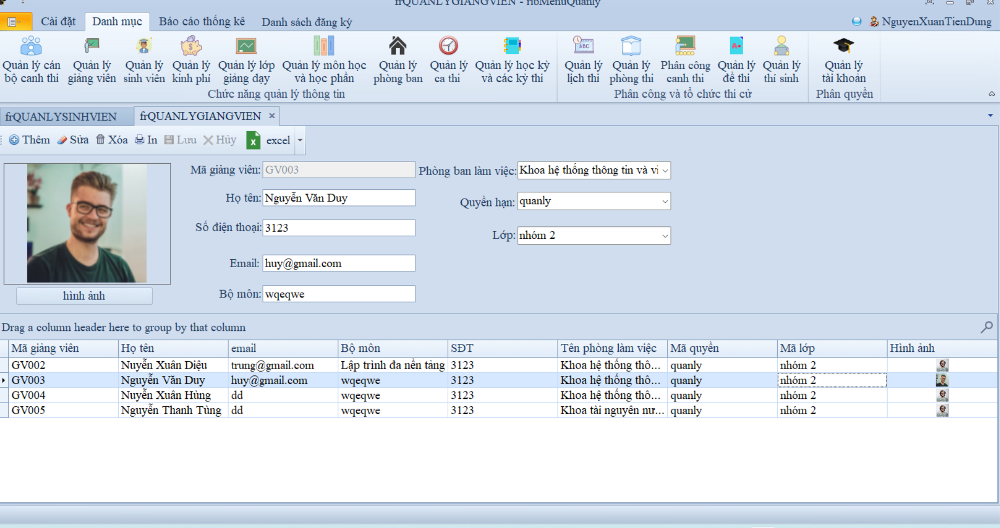 frQUANLYGIANGVIEN - ribMenuQuanly
Cài đặt Danh mục Báo cáo thống kê Danh sách đăng ký NguyenXuanTienDung
Quản lý cán bộ canh thi
Quản lý giảng viên
Quản lý sinh viên
Quản lý kinh phí
Quản lý lớp giảng dạy
Quản lý môn học và học phần
Quản lý phòng ban
Quản lý ca thi
Quản lý học kỳ và các kỳ thi
ABC
Quản lý lịch thi
Quản lý phòng thi
Phân công canh thi
A+
Quản lý đề thi
Quản lý thí sinh
Quản lý tài khoản
Chức năng quản lý thông tin Phân công và tổ chức thi cử Phân quyền
frQUANLYSINHVIEN frQUANLYGIANGVIEN
Thêm Sửa Xóa In Lưu Hủy x excel
Mã giảng viên: GV003 Phòng ban làm việc: Khoa hệ thống thông tin và vi
Họ tên: Nguyễn Văn Duy Quyền hạn: quanly
Số điện thoại: 3123 Lớp: nhóm 2
Email: huy@gmail.com
Bộ môn: wqeqwe
hình ảnh
Drag a column header here to group by that column
Mã giảng viên Họ tên email Bộ môn SĐT Tên phòng làm việc Mã quyền Mã lớp Hình ảnh
GV002 Nuyễn Xuân Diệu trung@gmail.com Lập trình đa nền tảng 3123 Khoa hệ thống thô... quanly nhóm 2
GV003 Nguyễn Văn Duy huy@gmail.com wqeqwe 3123 Khoa hệ thống thô... quanly nhóm 2
GV004 Nuyễn Xuân Hùng dd wqeqwe 3123 Khoa hệ thống thô... quanly nhóm 2
GV005 Nguyễn Thanh Tùng dd wqeqwe 3123 Khoa tài nguyên nư... quanly nhóm 2